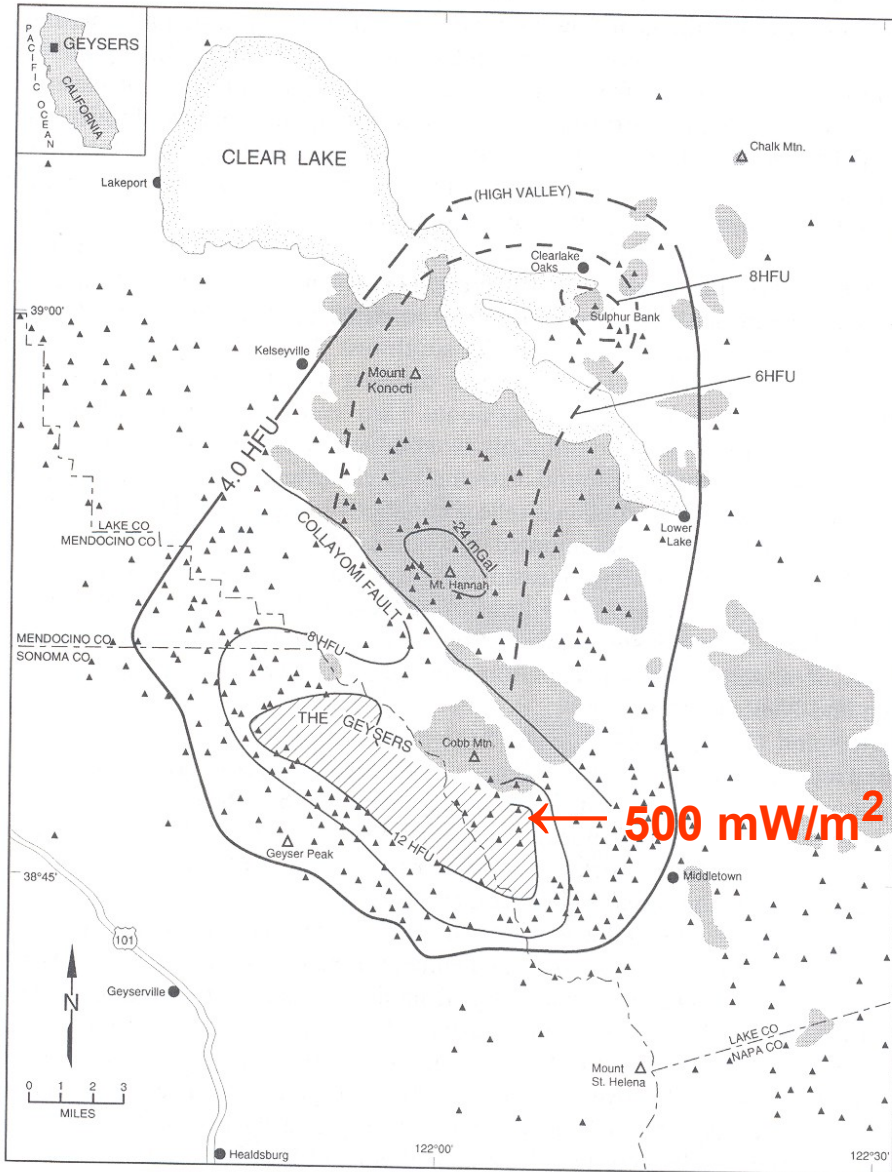 PACIFIC OCEAN
GEYSERS
CALIFORNIA
CLEAR LAKE
Lakeport
Chalk Mtn.
(HIGH VALLEY)
Clearlake
Oaks
8HFU
39°00'
Sulphur Bank
Kelseyville
Mount
Konocti
6HFU
4.0 HFU
LAKE CO
MENDOCINO CO.
COLLAYOMI FAULT
-24 mGal
Lower
Lake
Mt. Hannah
MENDOCINO CO.
SONOMA CO.
8 HFU
THE GEYSERS
Cobb Mtn.
500 mW/m²
12 HFU
Geyser Peak
38°45'
Middletown
101
N
Geyserville
LAKE CO
NAPA CO.
Mount
St. Helena
0 1 2 3
MILES
Healdsburg
122°00'
122°30'